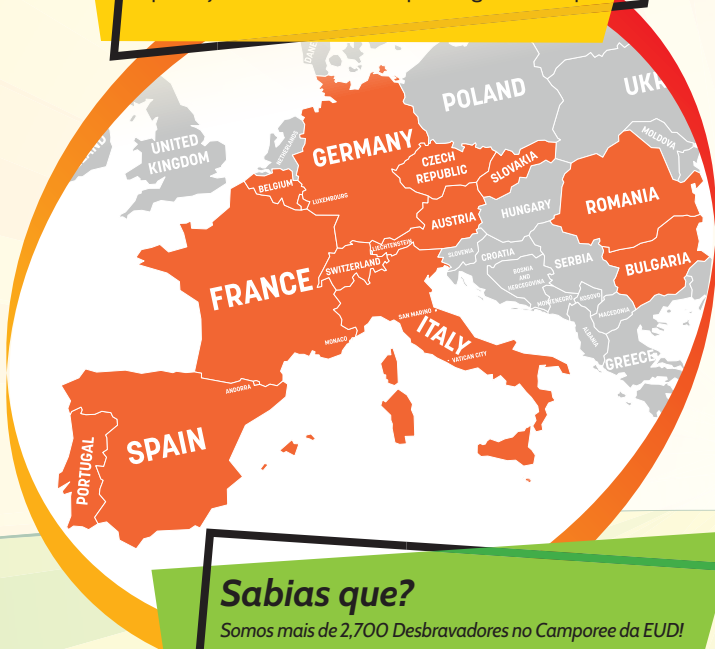 POLAND
UNITED
KINGDOM
NETHERLANDS
GERMANY
MOLDOVA
BELGIUM
LUXEMBOURG
CZECH
REPUBLIC
SLOVAKIA
AUSTRIA
HUNGARY
ROMANIA
FRANCE
SWITZERLAND
LIECHTENSTEIN
SLOVENIA
CROATIA
BOSNIA
AND
HERCEGOVINA
SERBIA
BULGARIA
MONTENEGRO
KOSOVO
MACEDONIA
ALBANIA
GREECE
SAN MARINO
ITALY
VATICAN CITY
MONACO
ANDORRA
SPAIN
PORTUGAL
Sabias que?
Somos mais de 2,700 Desbravadores no Camporee da EUD!